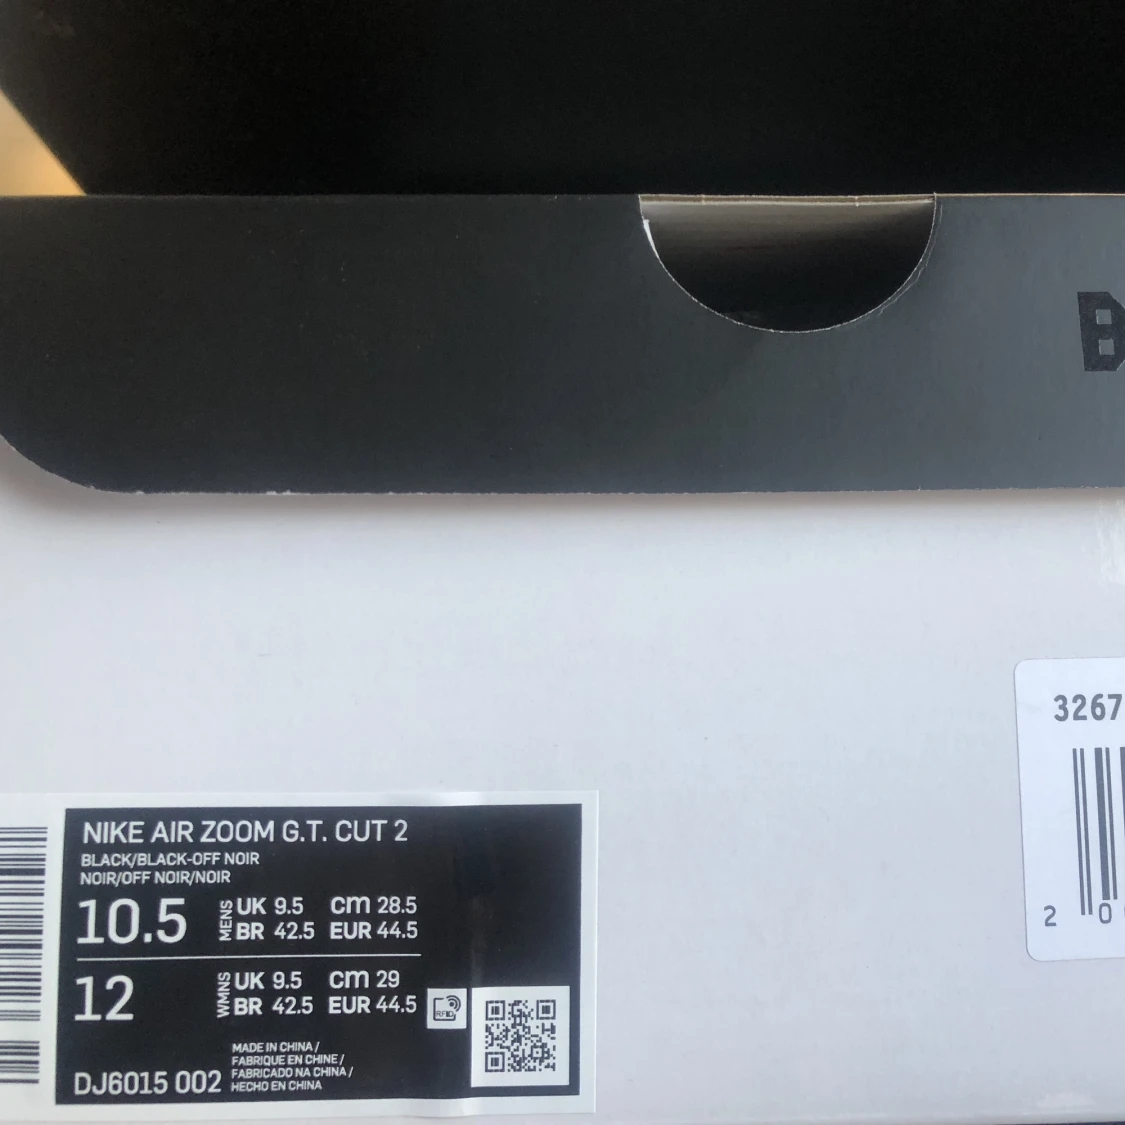 B
3267
2 0
NIKE AIR ZOOM G.T. CUT 2
BLACK/BLACK-OFF NOIR
NOIR/OFF NOIR/NOIR
10.5 MENS UK 9.5 cm 28.5
BR 42.5 EUR 44.5
12 WMNS UK 9.5 cm 29
BR 42.5 EUR 44.5
RFID
DJ6015 002
MADE IN CHINA /
FABRIQUE EN CHINE /
FABRICADO NA CHINA /
HECHO EN CHINA